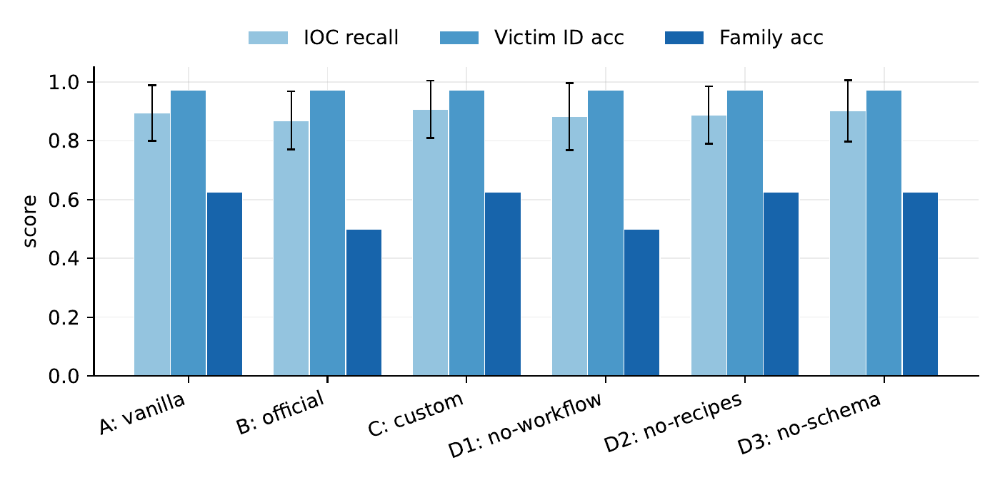 IOC recall Victim ID acc Family acc
1.0
0.8
0.6
0.4
0.2
0.0
score
A: vanilla
B: official
C: custom
D1: no-workflow
D2: no-recipes
D3: no-schema